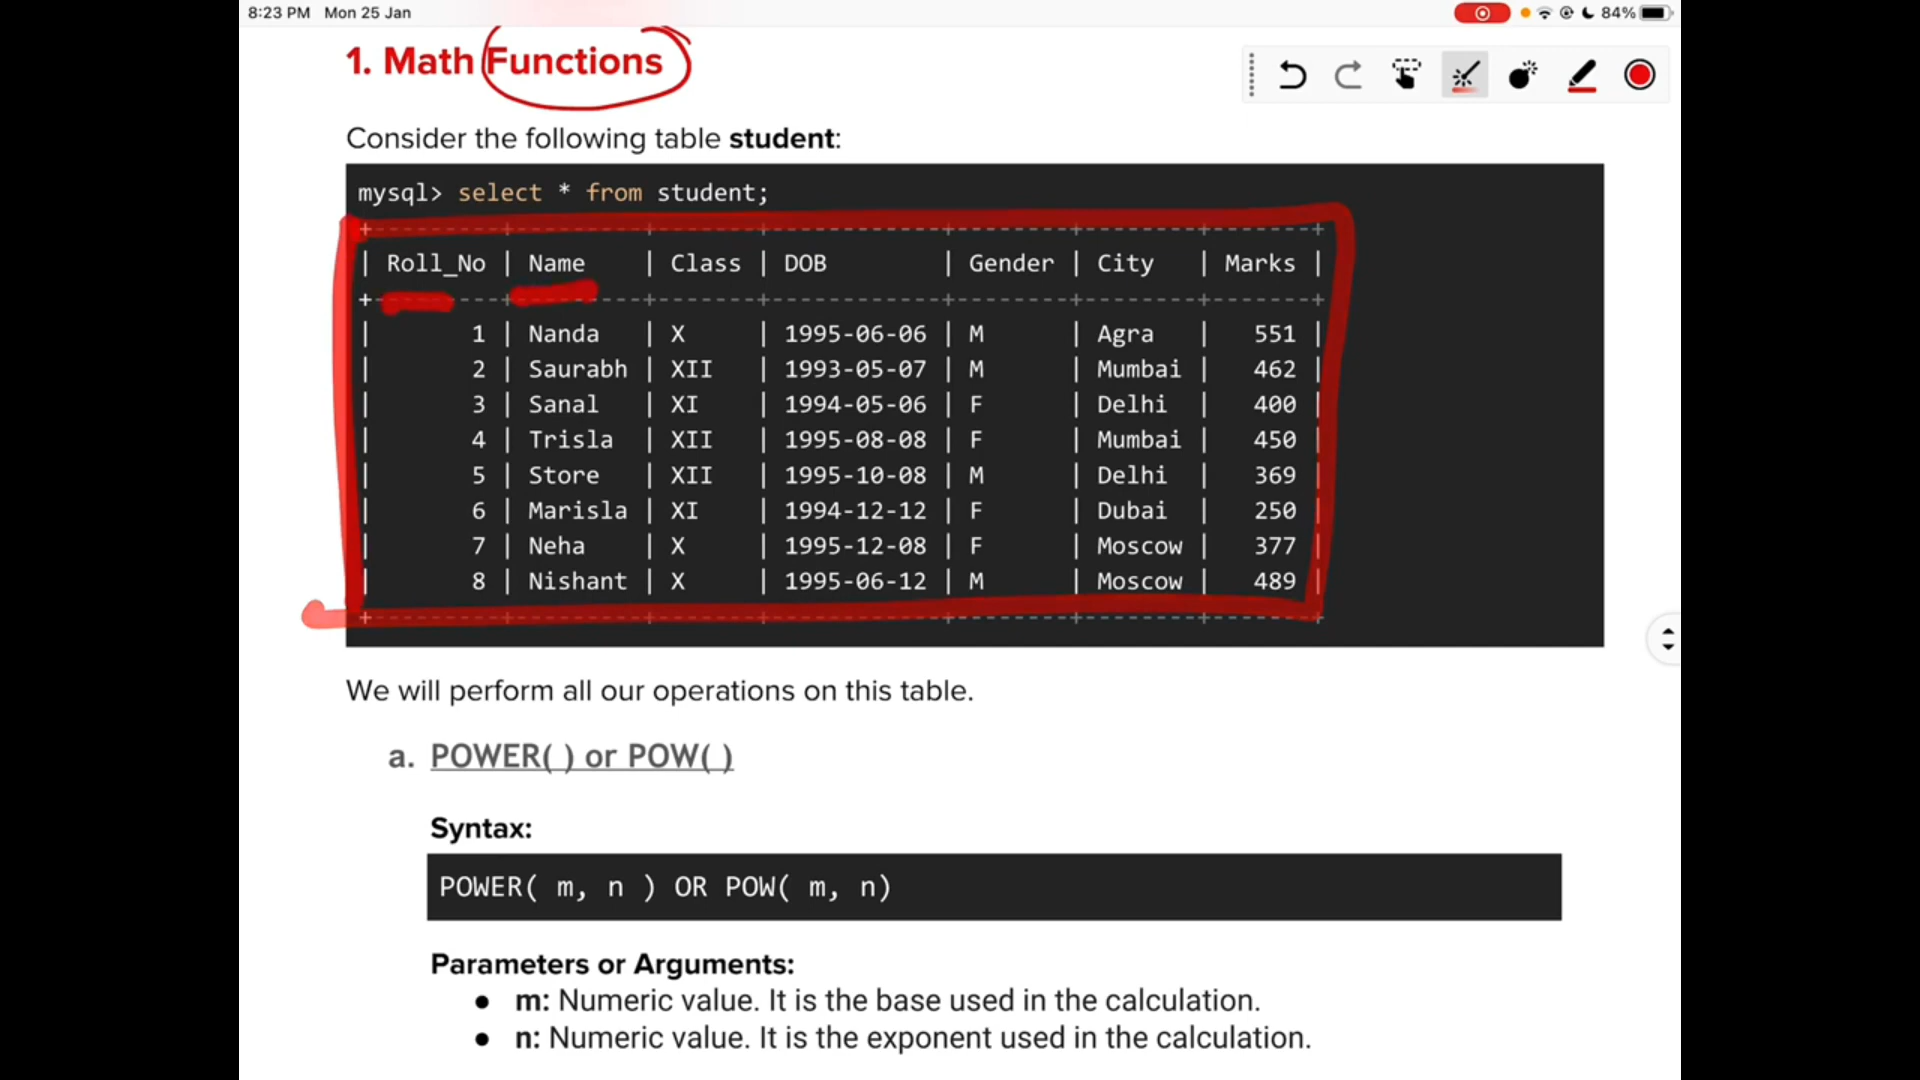 8:23 PM Mon 25 Jan 84%
1. Math Functions
Consider the following table student:
mysql> select * from student;
+---------+---------+-------+------------+--------+--------+-------+
| Roll_No | Name    | Class | DOB        | Gender | City   | Marks |
+---------+---------+-------+------------+--------+--------+-------+
|       1 | Nanda   | X     | 1995-06-06 | M      | Agra   |   551 |
|       2 | Saurabh | XII   | 1993-05-07 | M      | Mumbai |   462 |
|       3 | Sanal   | XI    | 1994-05-06 | F      | Delhi  |   400 |
|       4 | Trisla  | XII   | 1995-08-08 | F      | Mumbai |   450 |
|       5 | Store   | XII   | 1995-10-08 | M      | Delhi  |   369 |
|       6 | Marisla | XI    | 1994-12-12 | F      | Dubai  |   250 |
|       7 | Neha    | X     | 1995-12-08 | F      | Moscow |   377 |
|       8 | Nishant | X     | 1995-06-12 | M      | Moscow |   489 |
+---------+---------+-------+------------+--------+--------+-------+
We will perform all our operations on this table.
a. POWER( ) or POW( )
Syntax:
POWER( m, n ) OR POW( m, n)
Parameters or Arguments:
● m: Numeric value. It is the base used in the calculation.
● n: Numeric value. It is the exponent used in the calculation.